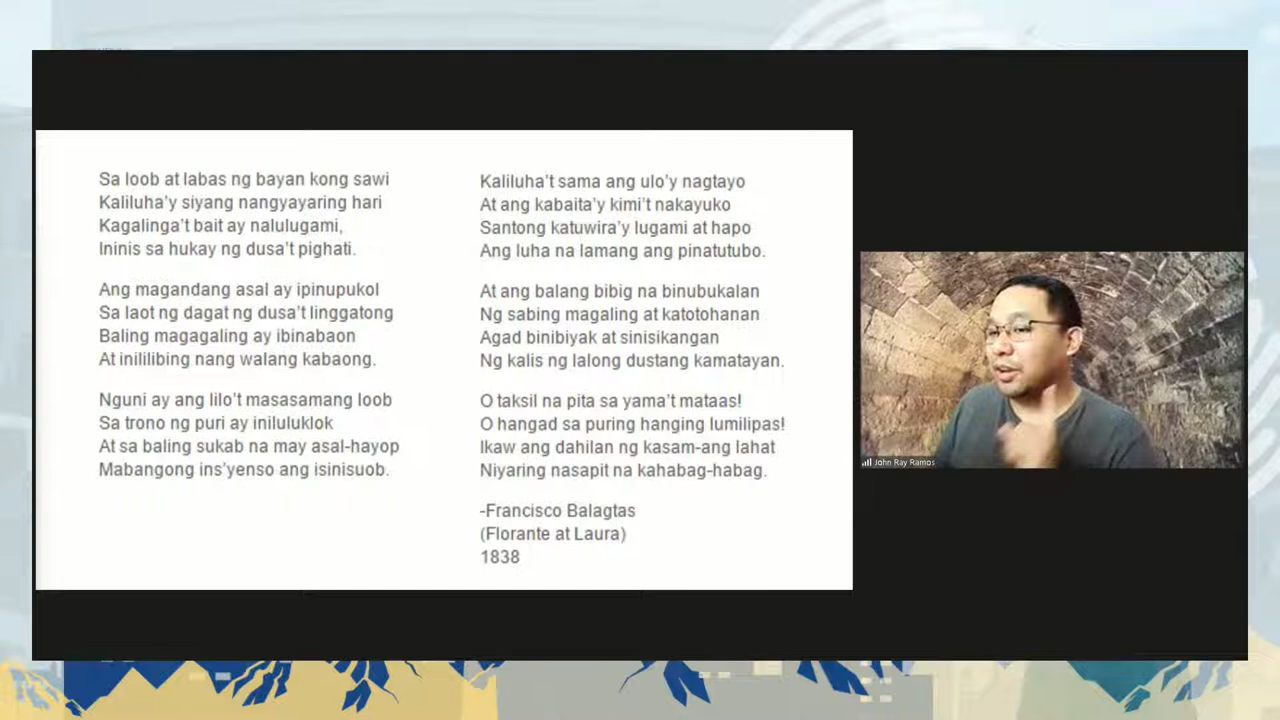 Sa loob at labas ng bayan kong sawi
Kaliluha'y siyang nangyayaring hari
Kagalinga't bait ay nalulugami,
Ininis sa hukay ng dusa't pighati.
Ang magandang asal ay ipinupukol
Sa laot ng dagat ng dusa't linggatong
Baling magagaling ay ibinabaon
At inililibing nang walang kabaong.
Nguni ay ang lilo't masasamang loob
Sa trono ng puri ay iniluluklok
At sa baling sukab na may asal-hayop
Mabangong ins'yenso ang isinisuob.
Kaliluha't sama ang ulo'y nagtayo
At ang kabaita'y kimi't nakayuko
Santong katuwira'y lugami at hapo
Ang luha na lamang ang pinatutubo.
At ang balang bibig na binubukalan
Ng sabing magaling at katotohanan
Agad binibiyak at sinisikangan
Ng kalis ng lalong dustang kamatayan.
O taksil na pita sa yama't mataas!
O hangad sa puring hanging lumilipas!
Ikaw ang dahilan ng kasam-ang lahat
Niyaring nasapit na kahabag-habag.
-Francisco Balagtas
(Florante at Laura)
1838
John Ray Ramos